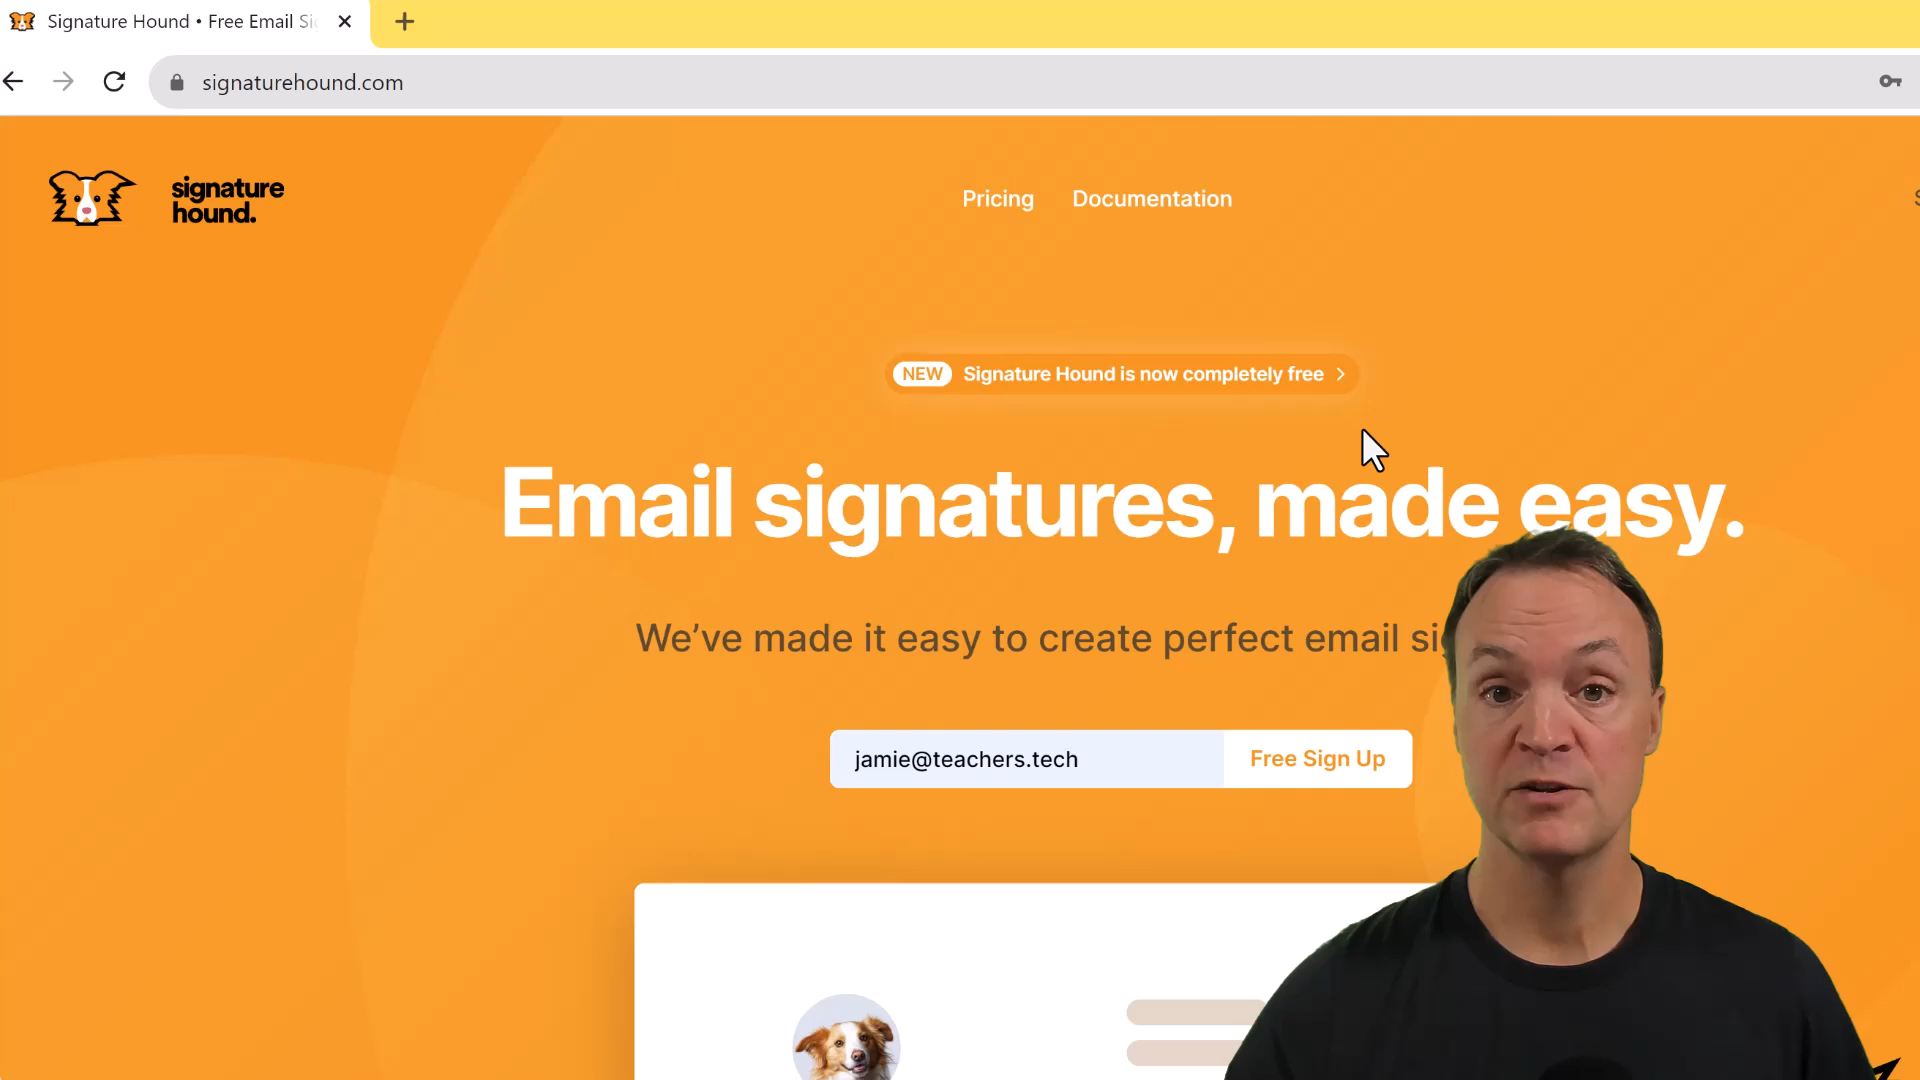 Signature Hound • Free Email Si
signaturehound.com
signature
hound.
Pricing
Documentation
NEW Signature Hound is now completely free
Email signatures, made easy.
We've made it easy to create perfect email si
jamie@teachers.tech
Free Sign Up